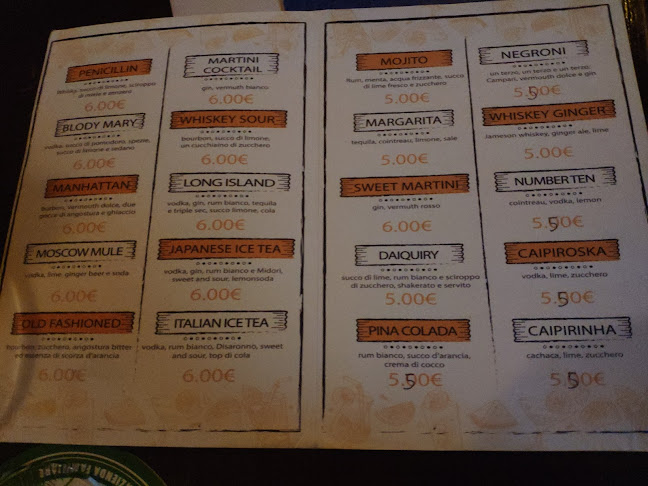 PENICILLIN
Whisky, succo di limone, sciroppo
di miele e zenzero
6.00€
BLODY MARY
vodka, succo di pomodoro, spezie,
succo di limone e sedano
6.00€
MANHATTAN
burbon, vermouth dolce, due
gocce di angostura e ghiaccio
6.00€
MOSCOW MULE
vodka, lime, ginger beer e soda
6.00€
OLD FASHIONED
bourbon, zucchero, angostura bitter
ed essenza di scorza d'arancia
6.00€
MARTINI
COCKTAIL
gin, vermuth bianco
6.00€
WHISKEY SOUR
bourbon, succo di limone,
un cucchiaino di zucchero
6.00€
LONG ISLAND
vodka, gin, rum bianco, tequila
e triple sec, succo limone, cola
6.00€
JAPANESE ICE TEA
vodka, gin, rum bianco e Midori,
sweet and sour, lemonsoda
6.00€
ITALIAN ICE TEA
vodka, rum bianco, Disaronno, sweet
and sour, top di cola
6.00€
MOJITO
Rum, menta, acqua frizzante, succo
di lime fresco e zucchero
5.00€
MARGARITA
tequila, cointreau, limone, sale
5.00€
SWEET MARTINI
gin, vermuth rosso
6.00€
DAIQUIRY
succo di lime, rum bianco e sciroppo
di zucchero, shakerato e servito
5.00€
PINA COLADA
rum bianco, succo d'arancia,
crema di cocco
5.50€
NEGRONI
un terzo, un terzo e un terzo:
Campari, vermouth dolce e gin
5.50€
WHISKEY GINGER
Jameson whiskey, ginger ale, lime
5.00€
NUMBER TEN
cointreau, vodka, lemon
5.50€
CAIPIROSKA
vodka, lime, zucchero
5.50€
CAIPIRINHA
cachaca, lime, zucchero
5.50€